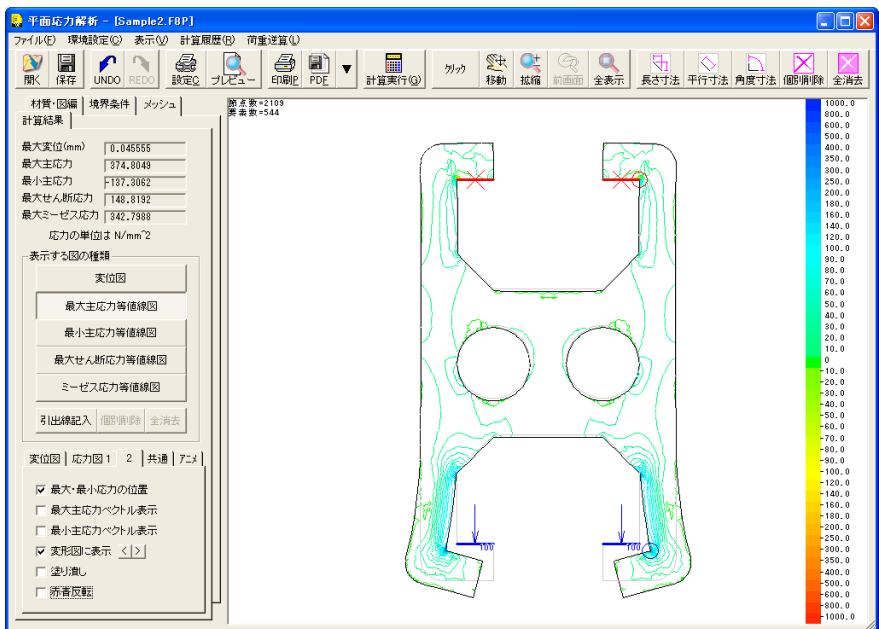 平面応力解析 - [Sample2.F8P]
ファイル(F) 環境設定(C) 表示(V) 計算履歴(R) 荷重逆算(L)
開く 保存 UNDO REDO 設定C プレビュー 印刷P PDF 計算実行(G) クリック 移動 拡縮 前画面 全表示 長さ寸法 平行寸法 角度寸法 個別削除 全消去
材質・図編 境界条件 メッシュ
計算結果
最大変位(mm) 0.045555
最大主応力 374.8049
最小主応力 -137.3062
最大せん断応力 148.8192
最大ミーゼス応力 342.7988
応力の単位は N/mm^2
表示する図の種類
変位図
最大主応力等値線図
最小主応力等値線図
最大せん断応力等値線図
ミーゼス応力等値線図
引出線記入 個別削除 全消去
変位図 応力図1 2 共通 アニメ
最大・最小応力の位置
最大主応力ベクトル表示
最小主応力ベクトル表示
変形図に表示 < >
塗り潰し
赤青反転
節点数=2109
要素数=544
100
100
1000.0
800.0
600.0
500.0
400.0
350.0
300.0
250.0
200.0
180.0
160.0
140.0
120.0
100.0
90.0
80.0
70.0
60.0
50.0
40.0
30.0
20.0
10.0
0
-10.0
-20.0
-30.0
-40.0
-50.0
-60.0
-70.0
-80.0
-90.0
-100.0
-120.0
-140.0
-160.0
-180.0
-200.0
-250.0
-300.0
-350.0
-400.0
-500.0
-600.0
-800.0
-1000.0